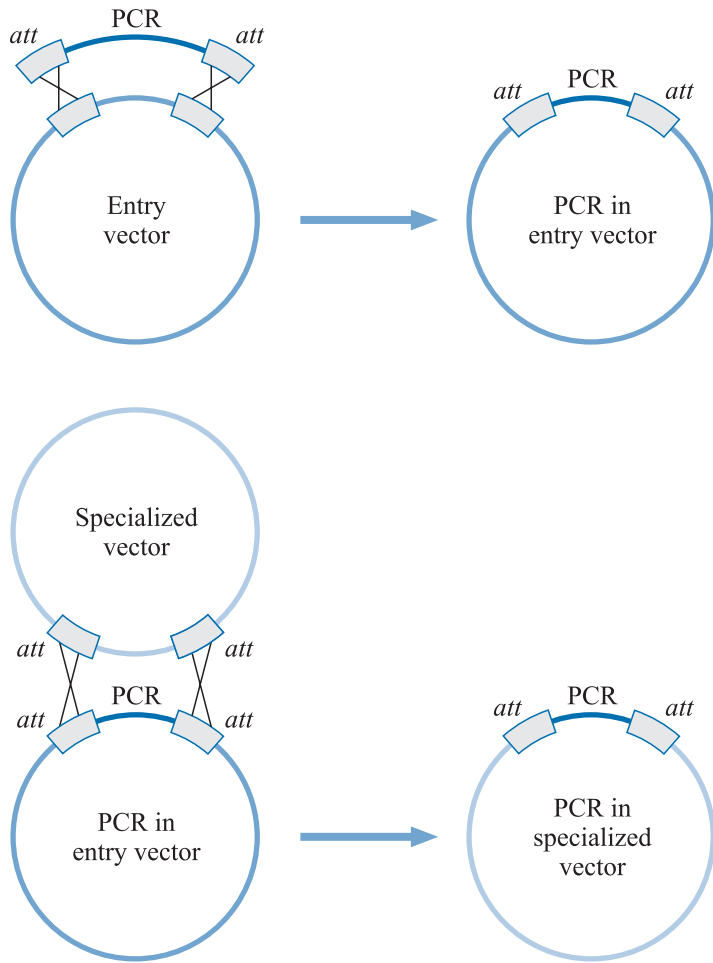 PCR
att att
Entry
vector
PCR
att att
PCR in
entry vector
Specialized
vector
att att
PCR
att att
PCR in
entry vector
PCR
att att
PCR in
specialized
vector